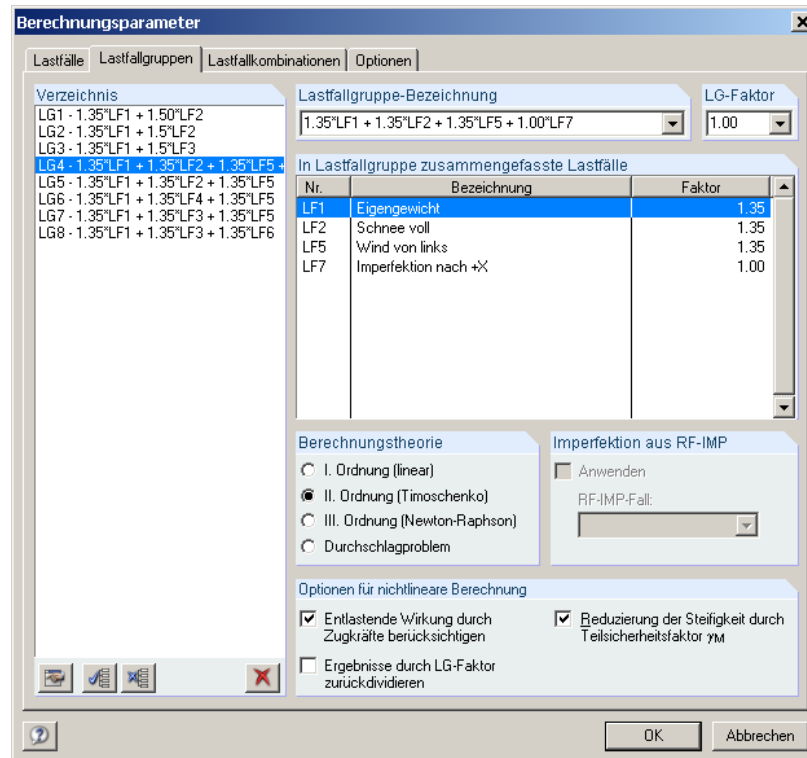 Berechnungsparameter
Lastfälle
Lastfallgruppen
Lastfallkombinationen
Optionen
Verzeichnis
LG1 - 1.35*LF1 + 1.50*LF2
LG2 - 1.35*LF1 + 1.5*LF2
LG3 - 1.35*LF1 + 1.5*LF3
LG4 - 1.35*LF1 + 1.35*LF2 + 1.35*LF5 +
LG5 - 1.35*LF1 + 1.35*LF2 + 1.35*LF5
LG6 - 1.35*LF1 + 1.35*LF4 + 1.35*LF5
LG7 - 1.35*LF1 + 1.35*LF3 + 1.35*LF5
LG8 - 1.35*LF1 + 1.35*LF3 + 1.35*LF6
Lastfallgruppe-Bezeichnung
1.35*LF1 + 1.35*LF2 + 1.35*LF5 + 1.00*LF7
LG-Faktor
1.00
In Lastfallgruppe zusammengefasste Lastfälle
Nr. Bezeichnung Faktor
LF1 Eigengewicht 1.35
LF2 Schnee voll 1.35
LF5 Wind von links 1.35
LF7 Imperfektion nach +X 1.00
Berechnungstheorie
I. Ordnung (linear)
II. Ordnung (Timoschenko)
III. Ordnung (Newton-Raphson)
Durchschlagproblem
Imperfektion aus RF-IMP
Anwenden
RF-IMP-Fall:
Optionen für nichtlineare Berechnung
Entlastende Wirkung durch
Zugkräfte berücksichtigen
Ergebnisse durch LG-Faktor
zurückdividieren
Reduzierung der Steifigkeit durch
Teilsicherheitsfaktor γM
OK
Abbrechen